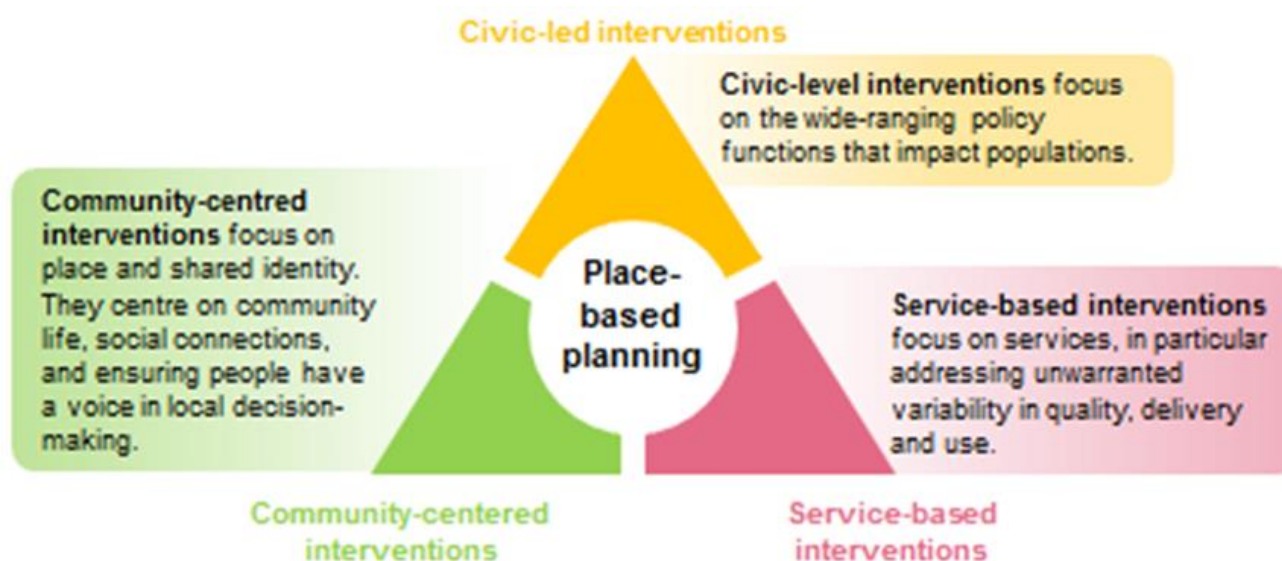 Civic-led interventions
Civic-level interventions focus
on the wide-ranging policy
functions that impact populations.
Community-centred
interventions focus on
place and shared identity.
They centre on community
life, social connections,
and ensuring people have
a voice in local decision-
making.
Place-
based
planning
Service-based interventions
focus on services, in particular
addressing unwarranted
variability in quality, delivery
and use.
Community-centered
interventions
Service-based
interventions